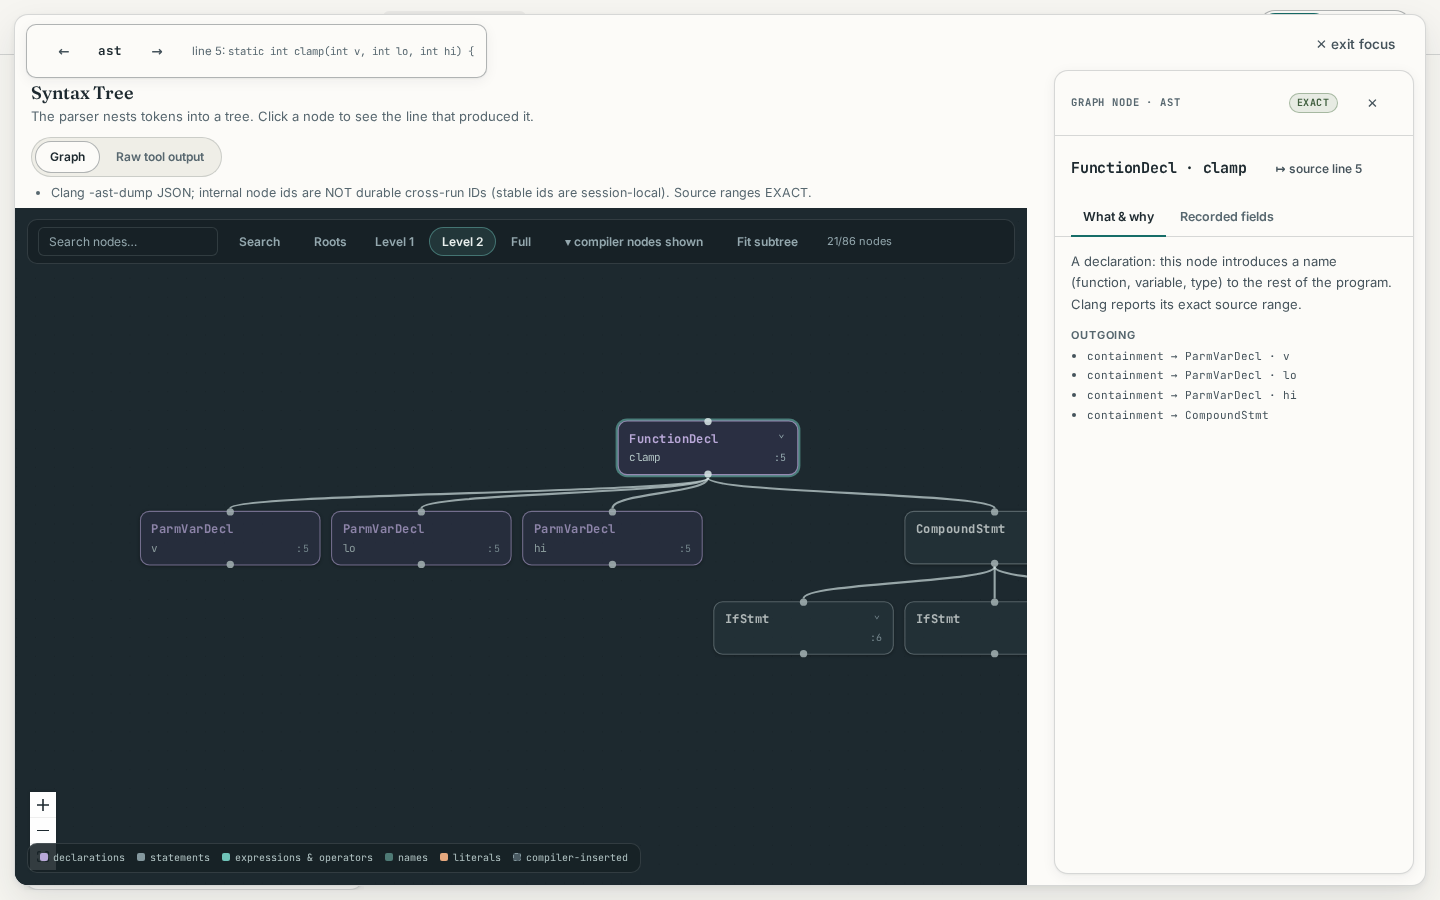 ← ast → line 5: static int clamp(int v, int lo, int hi) {
× exit focus
Syntax Tree
The parser nests tokens into a tree. Click a node to see the line that produced it.
Graph Raw tool output
• Clang -ast-dump JSON; internal node ids are NOT durable cross-run IDs (stable ids are session-local). Source ranges EXACT.
Search nodes... Search Roots Level 1 Level 2 Full ▾ compiler nodes shown Fit subtree 21/86 nodes
FunctionDecl
clamp :5
ParmVarDecl
v :5
ParmVarDecl
lo :5
ParmVarDecl
hi :5
CompoundStmt
IfStmt
:6
IfStmt
+
−
declarations statements expressions & operators names literals compiler-inserted
GRAPH NODE · AST EXACT ×
FunctionDecl · clamp ↦ source line 5
What & why Recorded fields
A declaration: this node introduces a name
(function, variable, type) to the rest of the program.
Clang reports its exact source range.
OUTGOING
• containment → ParmVarDecl · v
• containment → ParmVarDecl · lo
• containment → ParmVarDecl · hi
• containment → CompoundStmt